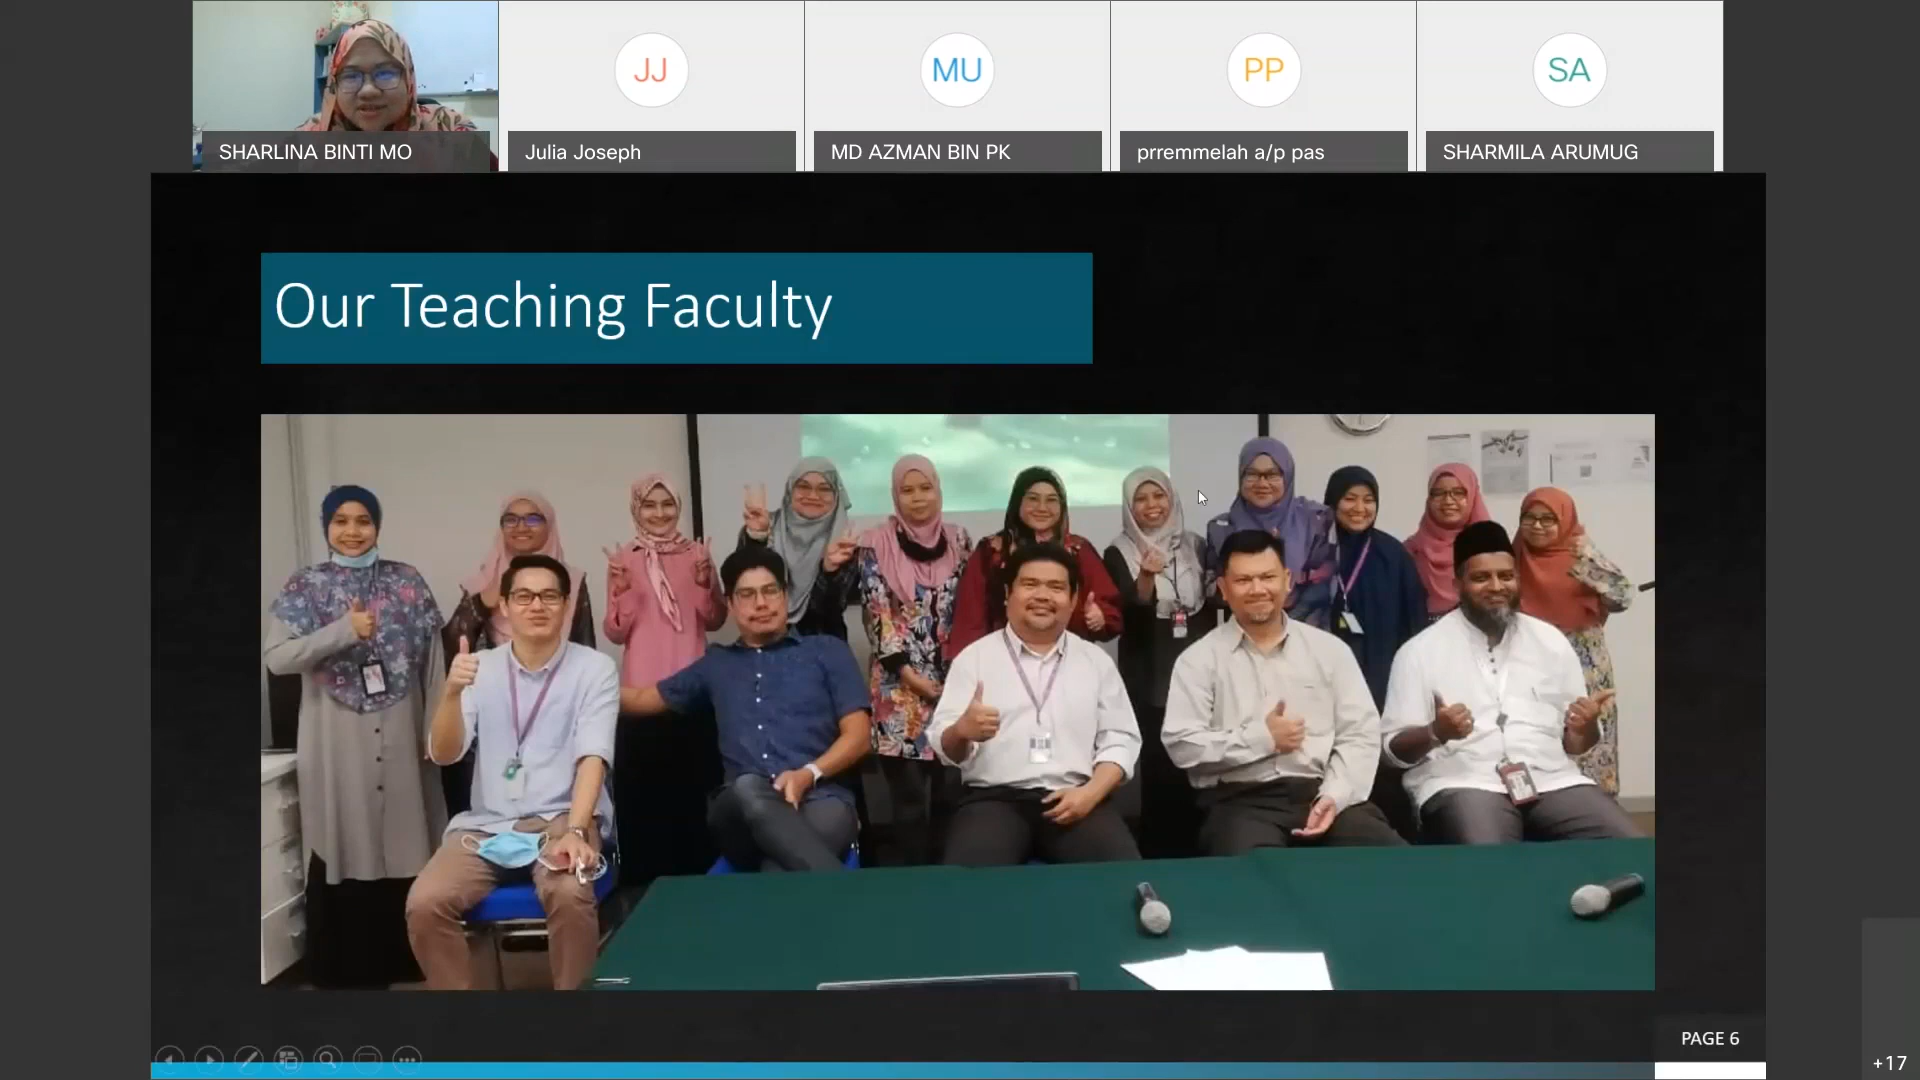 JJ
MU
PP
SA
SHARLINA BINTI MO
Julia Joseph
MD AZMAN BIN PK
prremmelah a/p pas
SHARMILA ARUMUG
Our Teaching Faculty
PAGE 6
+17